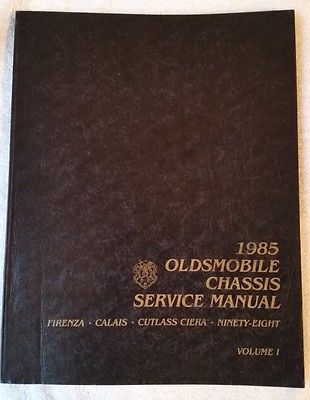 1985
OLDSMOBILE
CHASSIS
SERVICE MANUAL
FIRENZA · CALAIS · CUTLASS CIERA · NINETY-EIGHT
VOLUME I